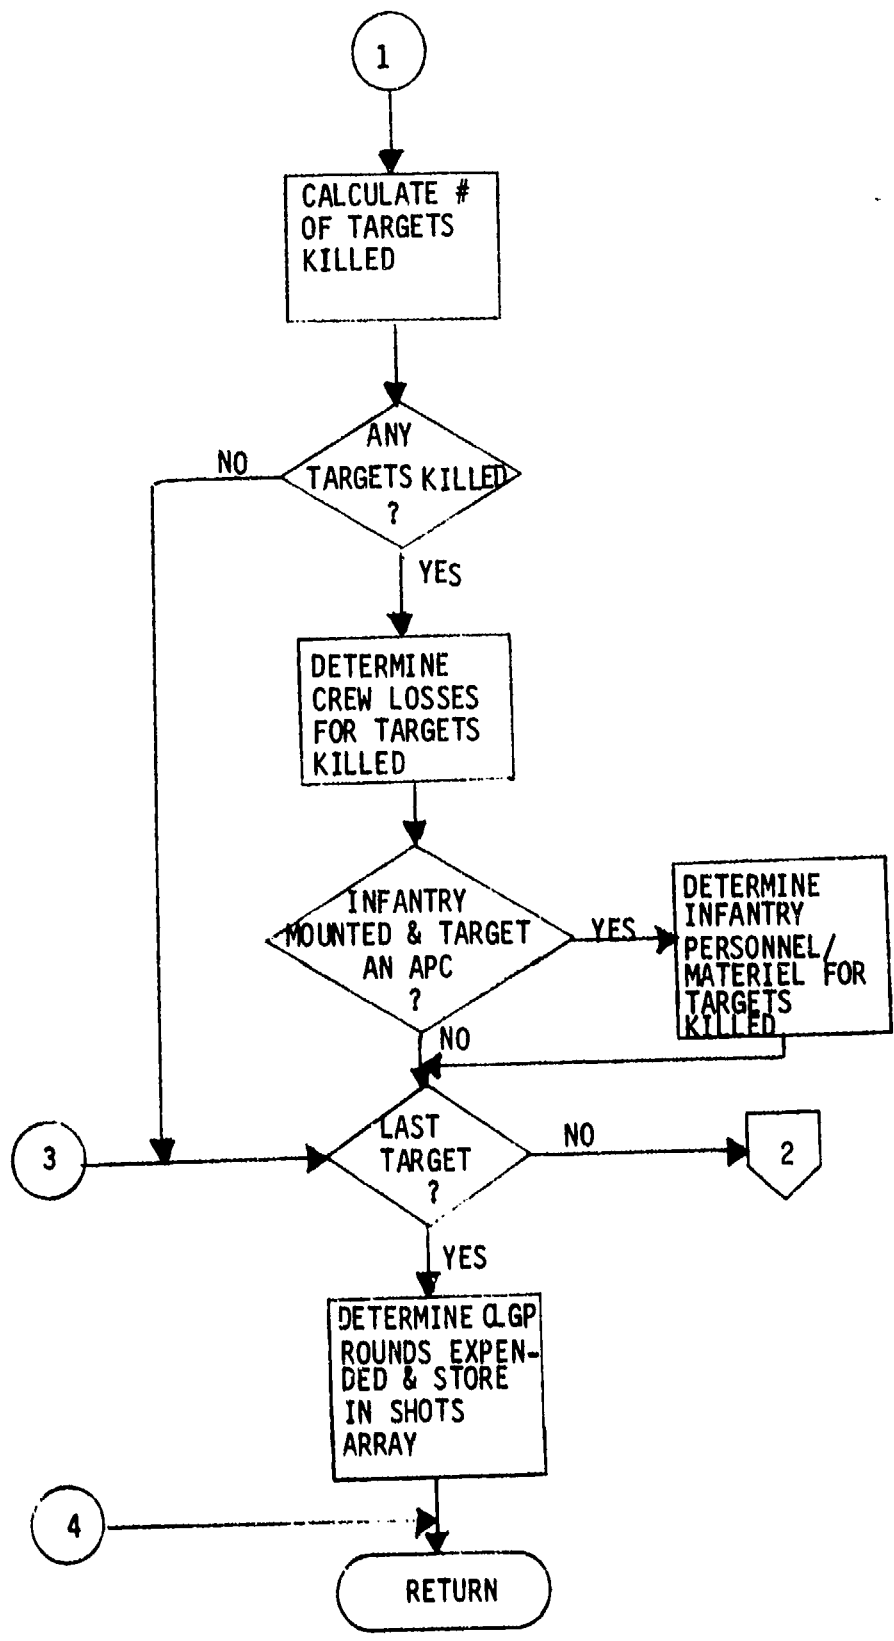 1
CALCULATE #
OF TARGETS
KILLED
ANY
TARGETS KILLED
?
NO
YES
DETERMINE
CREW LOSSES
FOR TARGETS
KILLED
INFANTRY
MOUNTED & TARGET
AN APC
?
YES
DETERMINE
INFANTRY
PERSONNEL/
MATERIEL FOR
TARGETS
KILLED
NO
3
LAST
TARGET
?
NO
2
YES
DETERMINE CLGP
ROUNDS EXPEN-
DED & STORE
IN SHOTS
ARRAY
4
RETURN